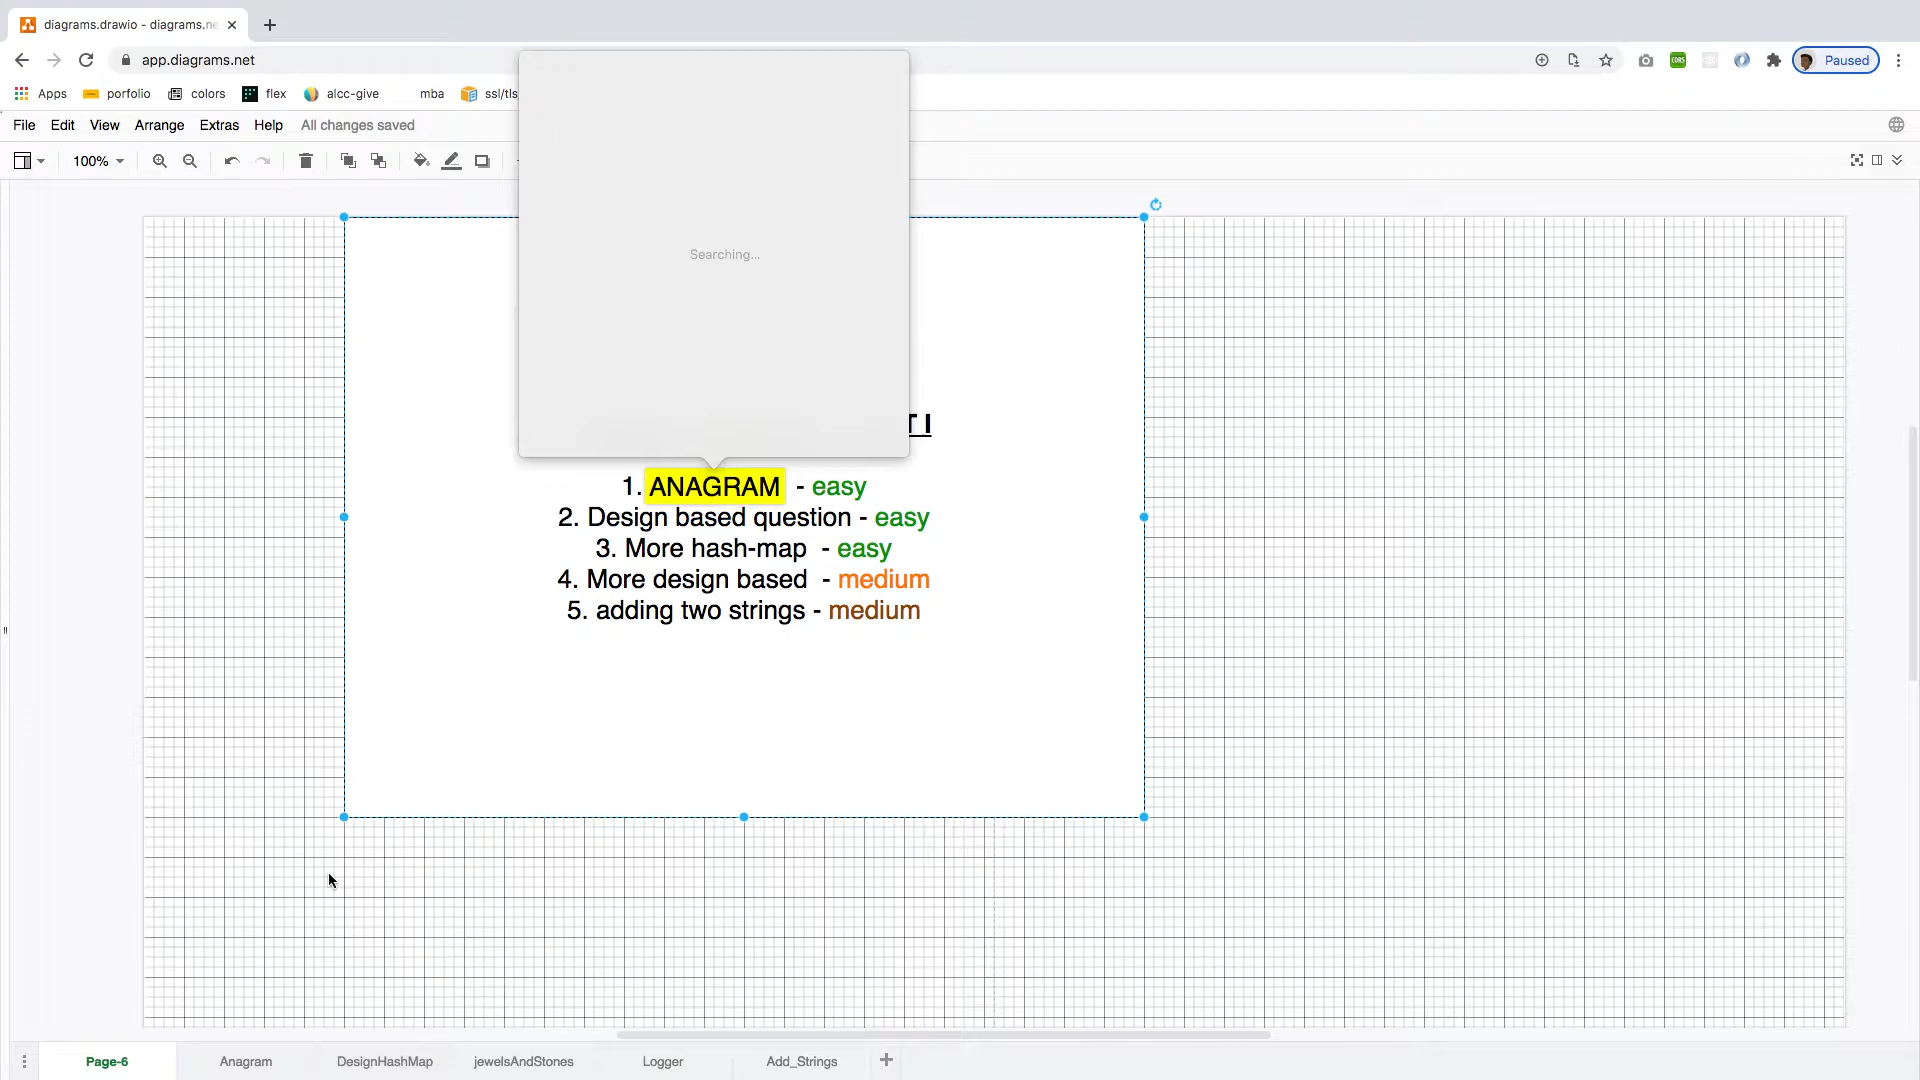 diagrams.drawio - diagrams.ne
app.diagrams.net
Paused
Apps
porfolio
colors
flex
alcc-give
mba
ssl/tls
File
Edit
View
Arrange
Extras
Help
All changes saved
100%
Searching...
T I
1. ANAGRAM - easy
2. Design based question - easy
3. More hash-map - easy
4. More design based - medium
5. adding two strings - medium
Page-6
Anagram
DesignHashMap
jewelsAndStones
Logger
Add_Strings